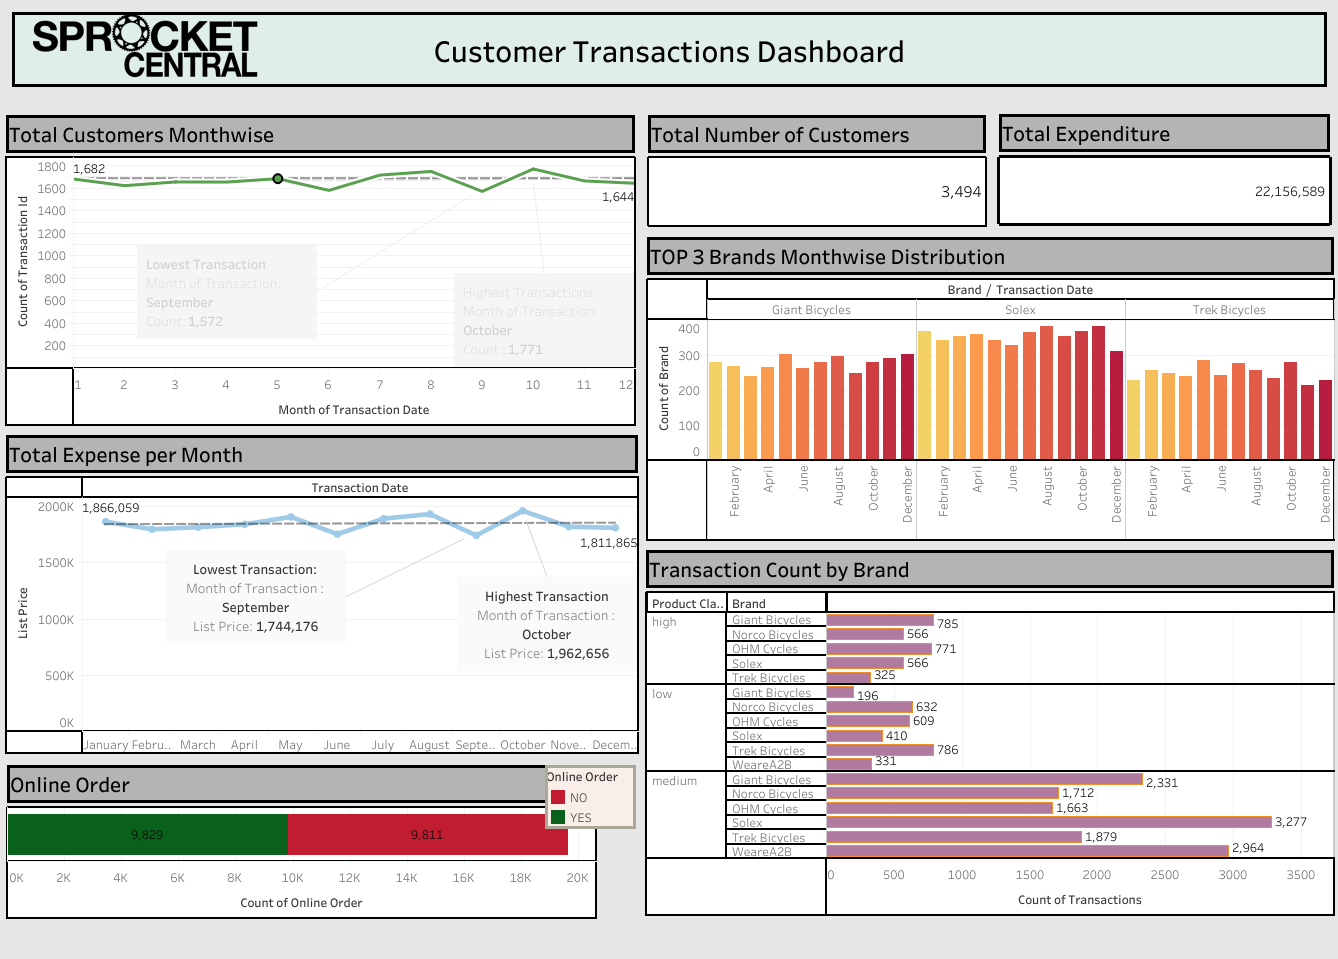 SPROCKET
CENTRAL
Customer Transactions Dashboard
Total Customers Monthwise
1,682
1,644
1800
1600
1400
1200
1000
800
600
400
200
Count of Transaction Id
Lowest Transaction
Month of Transaction:
September
Count: 1,572
Highest Transactions
Month of Transaction:
October
Count : 1,771
1 2 3 4 5 6 7 8 9 10 11 12
Month of Transaction Date
Total Number of Customers
3,494
Total Expenditure
22,156,589
TOP 3 Brands Monthwise Distribution
Brand / Transaction Date
Giant Bicycles Solex Trek Bicycles
400
300
200
100
0
Count of Brand
February April June August October December February April June August October December February April June August October December
Total Expense per Month
Transaction Date
1,866,059
1,811,865
2000K
1500K
1000K
500K
0K
List Price
Lowest Transaction:
Month of Transaction :
September
List Price: 1,744,176
Highest Transaction
Month of Transaction :
October
List Price: 1,962,656
January Febru.. March April May June July August Septe.. October Nove.. Decem..
Online Order
Online Order
NO
YES
9,829 9,811
0K 2K 4K 6K 8K 10K 12K 14K 16K 18K 20K
Count of Online Order
Transaction Count by Brand
Product Cla.. Brand
high Giant Bicycles 785
Norco Bicycles 566
OHM Cycles 771
Solex 566
Trek Bicycles 325
low Giant Bicycles 196
Norco Bicycles 632
OHM Cycles 609
Solex 410
Trek Bicycles 786
WeareA2B 331
medium Giant Bicycles 2,331
Norco Bicycles 1,712
OHM Cycles 1,663
Solex 3,277
Trek Bicycles 1,879
WeareA2B 2,964
0 500 1000 1500 2000 2500 3000 3500
Count of Transactions